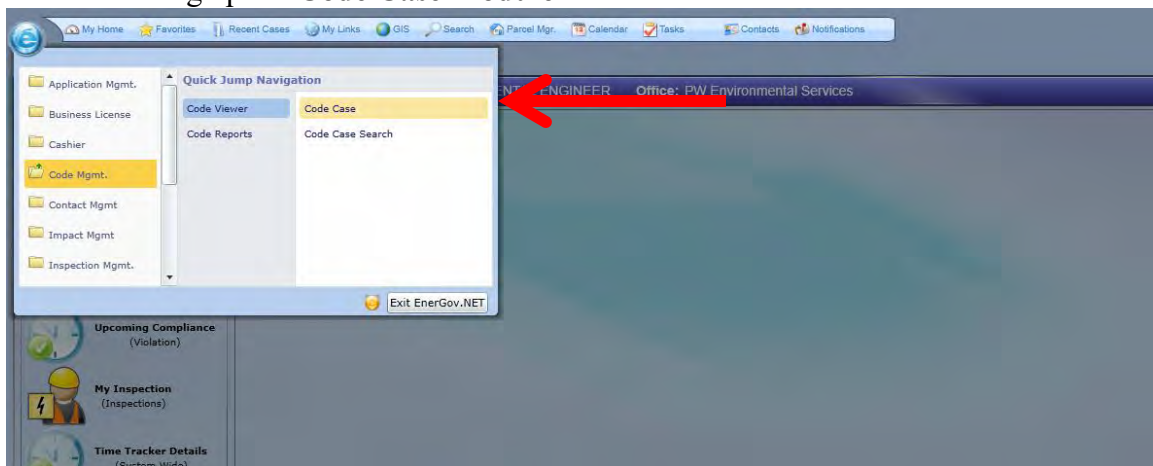 My Home Favorites Recent Cases My Links GIS Search Parcel Mgr. Calendar Tasks Contacts Notifications
ENGINEER Office: PW Environmental Services
Quick Jump Navigation
Application Mgmt.
Business License
Cashier
Code Mgmt.
Contact Mgmt
Impact Mgmt
Inspection Mgmt.
Code Viewer
Code Reports
Code Case
Code Case Search
Exit EnerGov.NET
Upcoming Compliance
(Violation)
My Inspection
(Inspections)
Time Tracker Details
(System Wide)